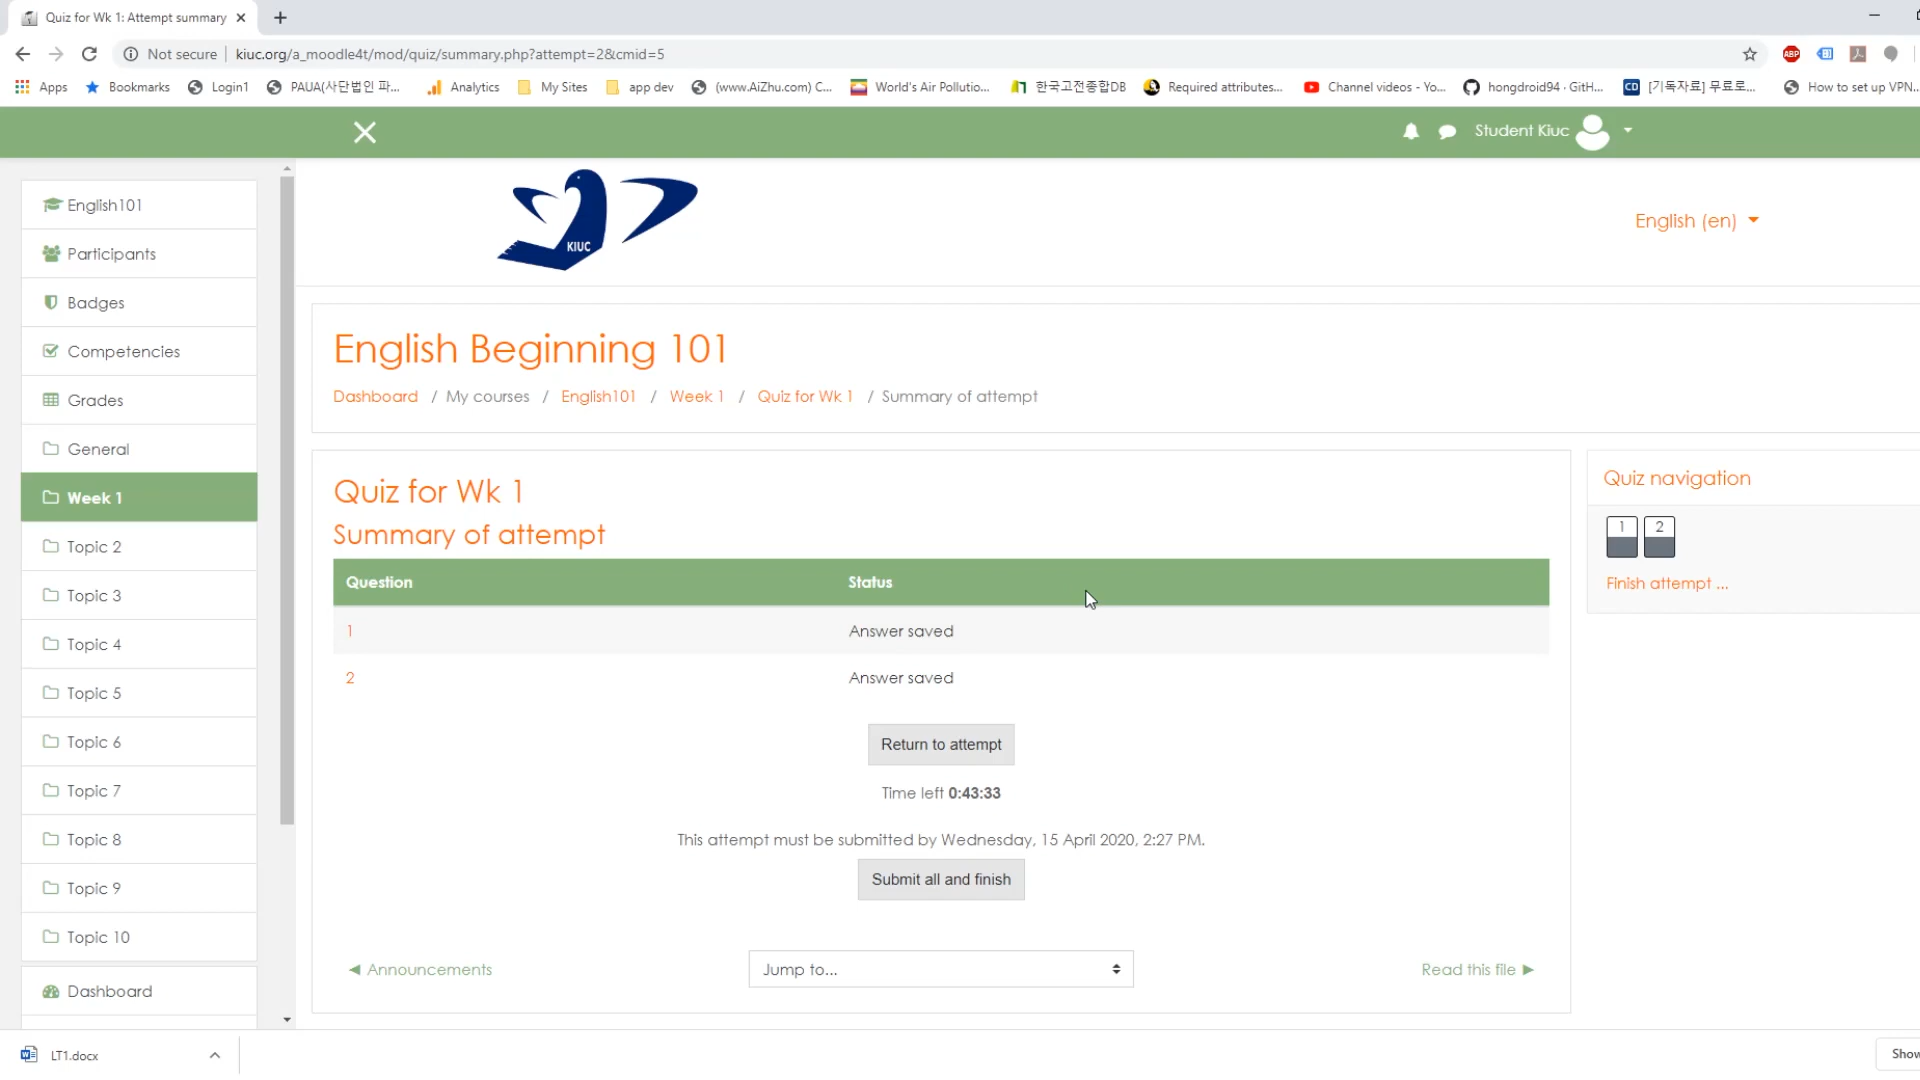 Quiz for Wk 1: Attempt summary
Not secure | kiuc.org/a_moodle4t/mod/quiz/summary.php?attempt=2&cmid=5
ABP
Apps Bookmarks Login1 PAUA(사단법인 파... Analytics My Sites app dev (www.AiZhu.com) C... World's Air Pollutio... 한국고전종합DB Required attributes... Channel videos - Yo... hongdroid94 · GitH... CD [기독자료] 무료로... How to set up VPN...
Student Kiuc
KIUC
English (en)
English101
Participants
Badges
Competencies
Grades
General
Week 1
Topic 2
Topic 3
Topic 4
Topic 5
Topic 6
Topic 7
Topic 8
Topic 9
Topic 10
Dashboard
English Beginning 101
Dashboard / My courses / English101 / Week 1 / Quiz for Wk 1 / Summary of attempt
Quiz for Wk 1
Summary of attempt
Question Status
1 Answer saved
2 Answer saved
Return to attempt
Time left 0:43:33
This attempt must be submitted by Wednesday, 15 April 2020, 2:27 PM.
Submit all and finish
◄ Announcements
Jump to...
Read this file ►
Quiz navigation
1 2
Finish attempt ...
LT1.docx
Show